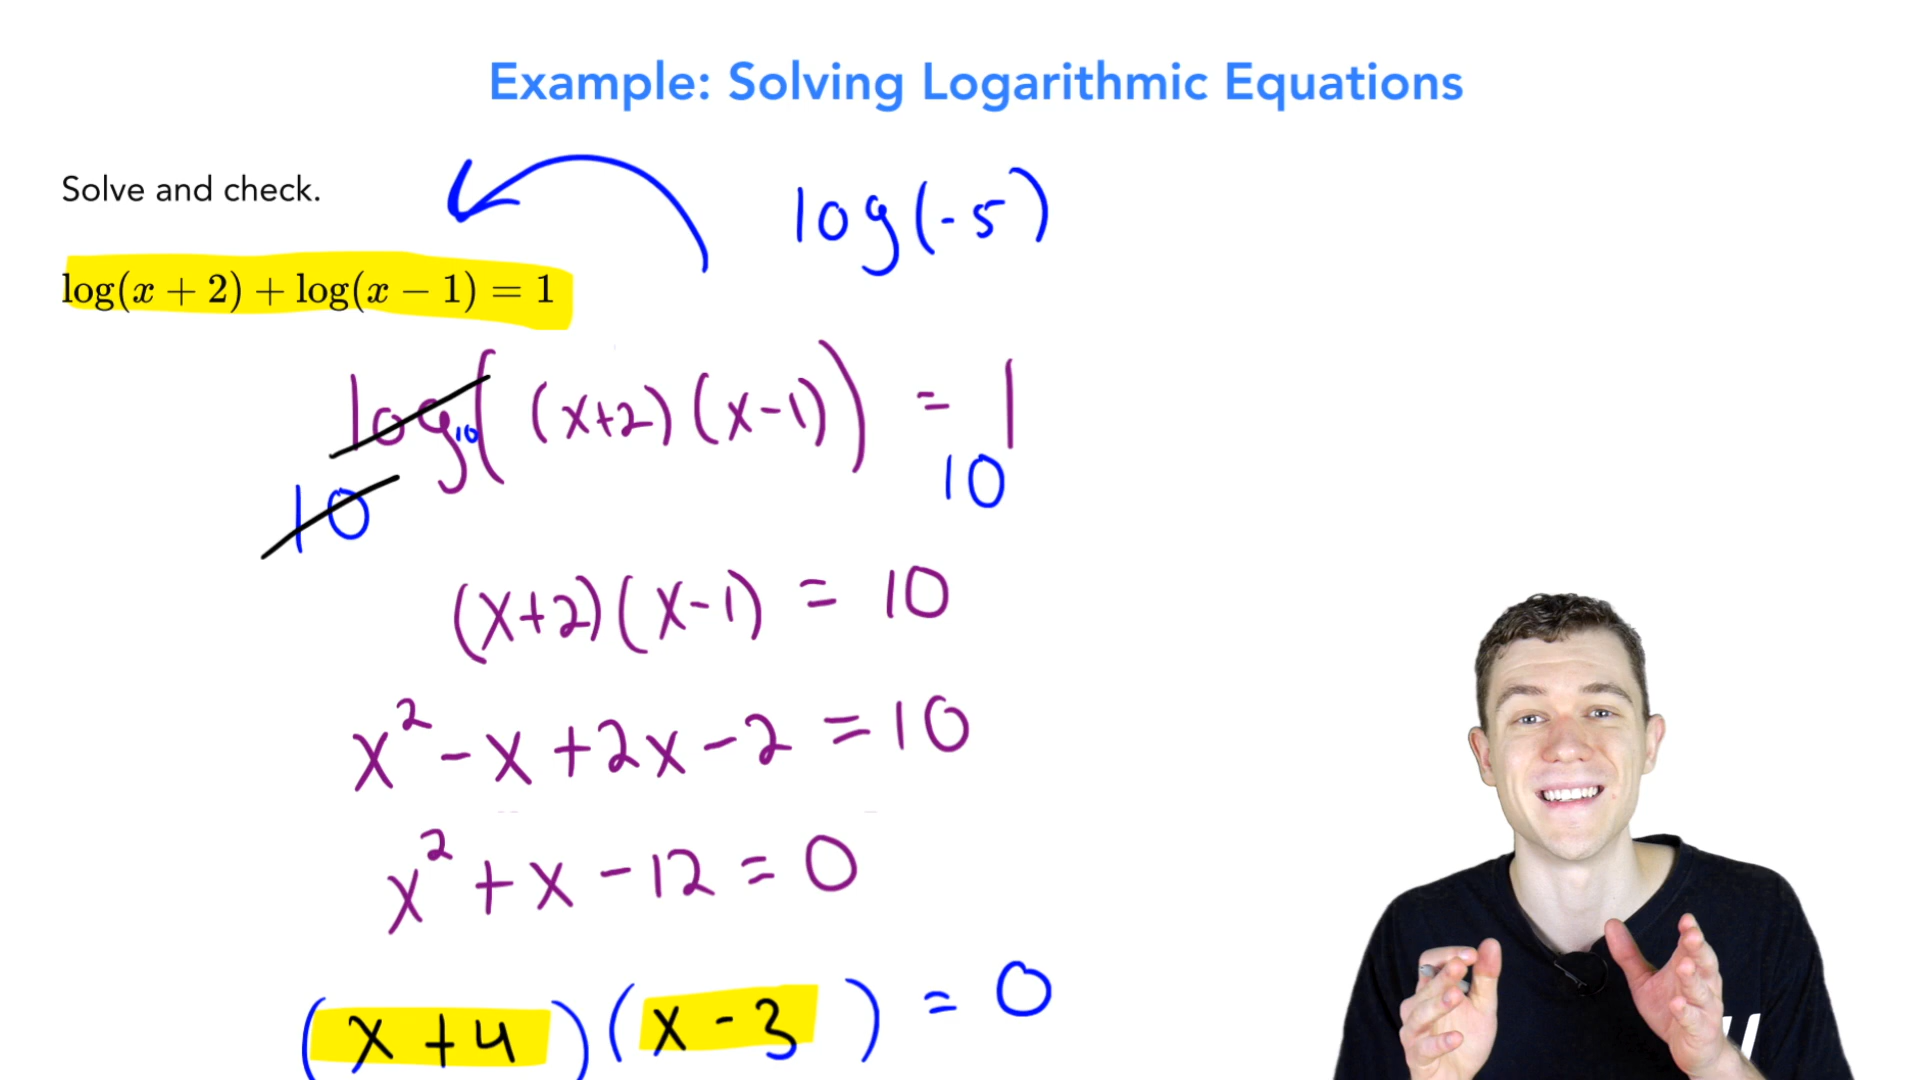 Example: Solving Logarithmic Equations
Solve and check.
log(-5)
log(x + 2) + log(x − 1) = 1
log₁₀((x+2)(x-1)) = 1
10 10
(x+2)(x-1) = 10
x² - x + 2x - 2 = 10
x² + x - 12 = 0
(x + 4)(x - 3) = 0